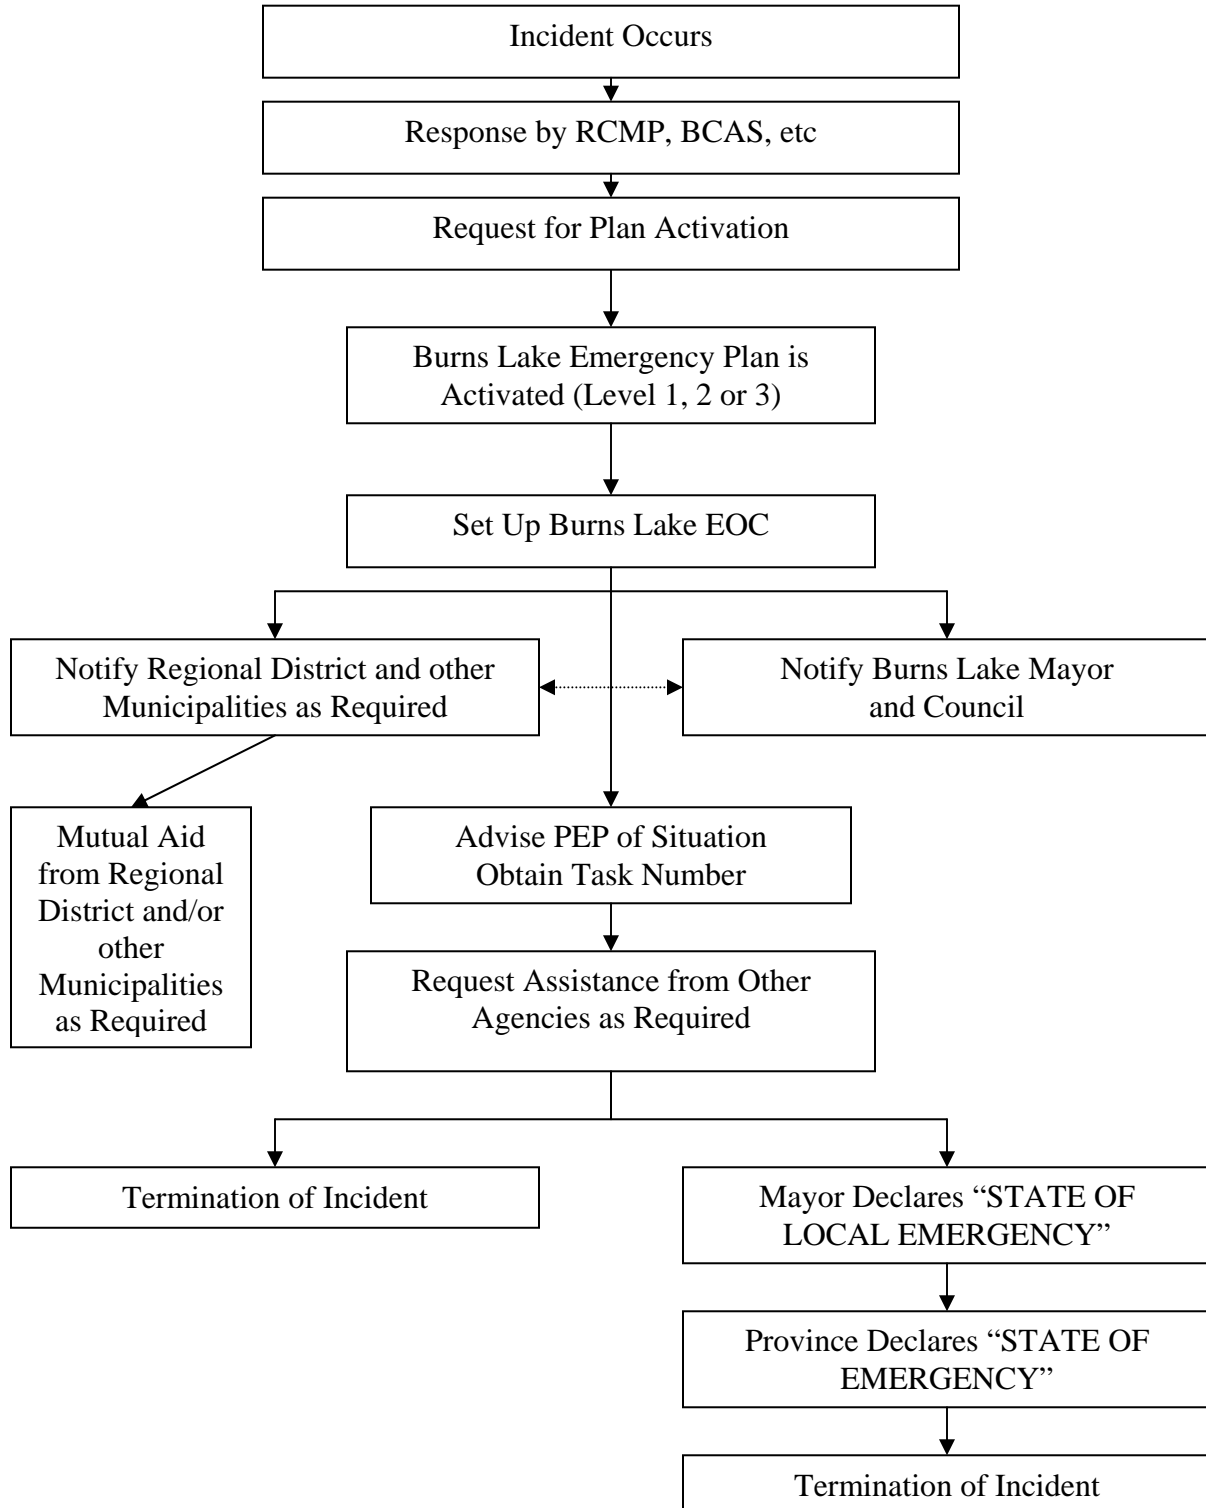 Incident Occurs
Response by RCMP, BCAS, etc
Request for Plan Activation
Burns Lake Emergency Plan is
Activated (Level 1, 2 or 3)
Set Up Burns Lake EOC
Notify Regional District and other
Municipalities as Required
Notify Burns Lake Mayor
and Council
Mutual Aid
from Regional
District and/or
other
Municipalities
as Required
Advise PEP of Situation
Obtain Task Number
Request Assistance from Other
Agencies as Required
Termination of Incident
Mayor Declares “STATE OF
LOCAL EMERGENCY”
Province Declares “STATE OF
EMERGENCY”
Termination of Incident